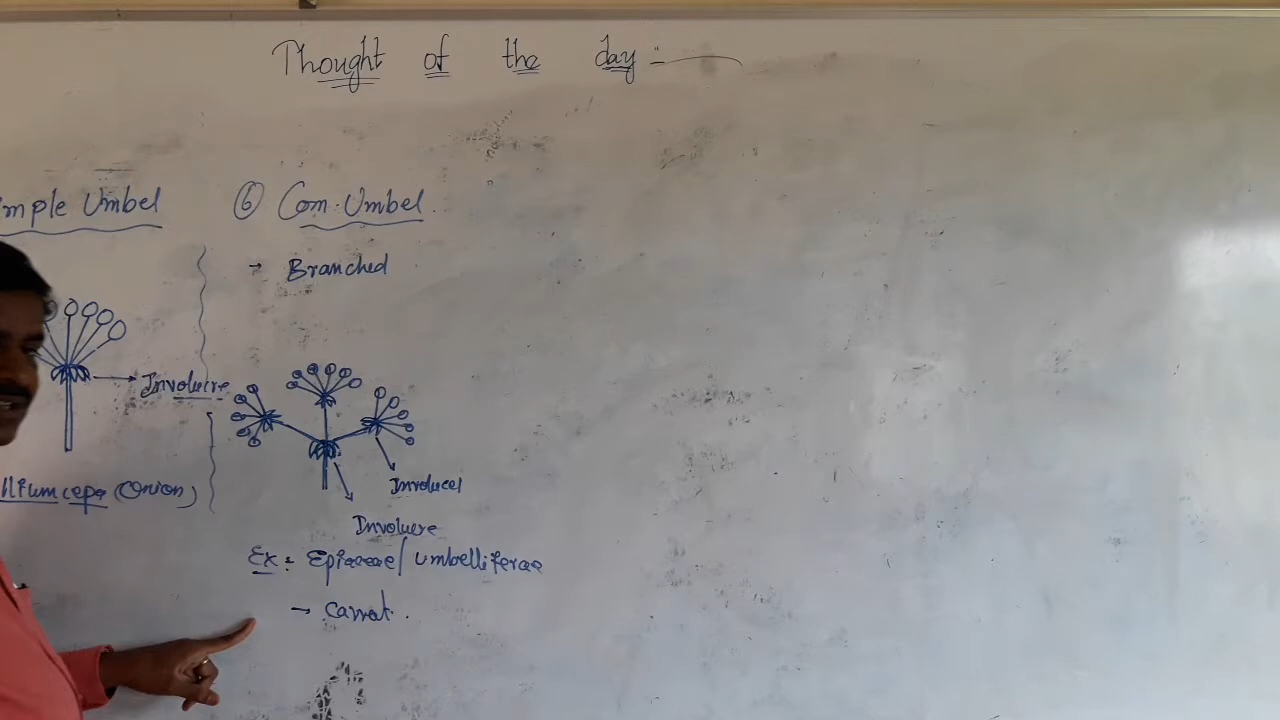 Thought of the day :-
mple Umbel
Involucre
llium cepa (Onion)
⑥ Com. Umbel.
→ Branched
Involucel
Involucre
Ex: Epiaceae/ Umbelliferae
→ Carrot.